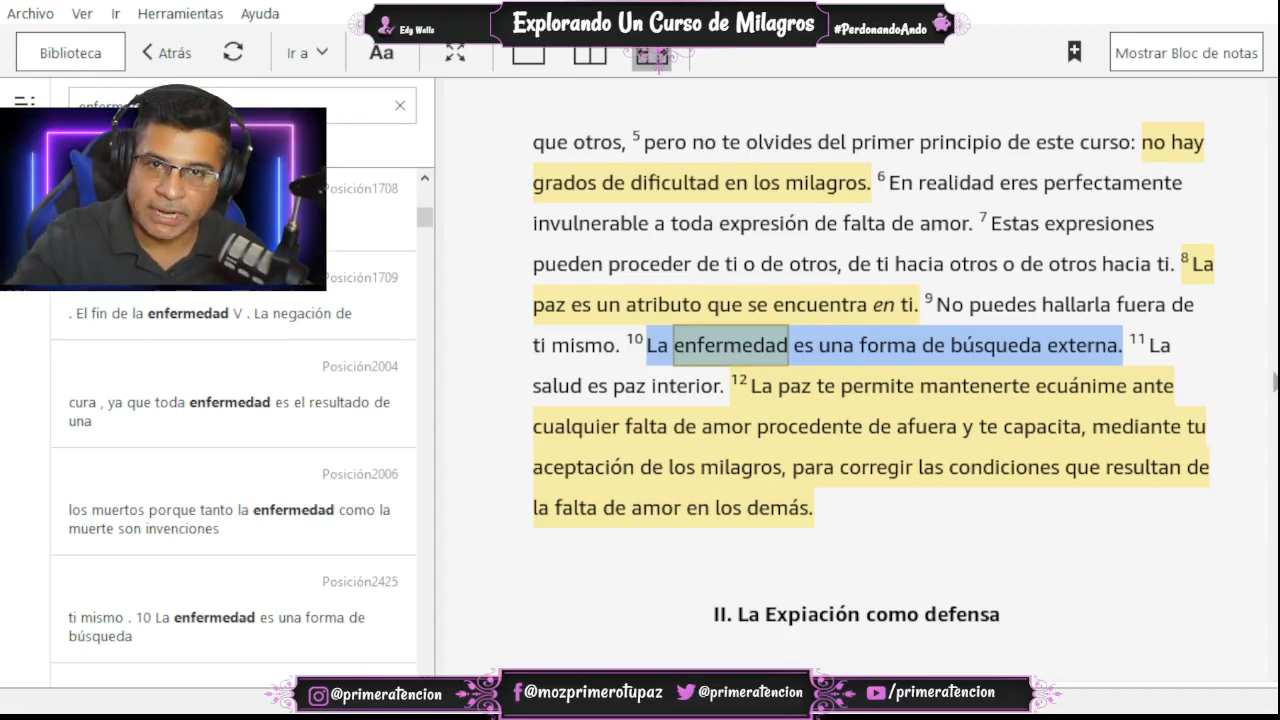 Archivo Ver Ir Herramientas Ayuda
Edy Wells
Explorando Un Curso de Milagros
#PerdonandoAndo
Biblioteca
Atrás
Ir a
Aa
Mostrar Bloc de notas
Posición1708
Posición1709
. El fin de la enfermedad V . La negación de
Posición2004
cura , ya que toda enfermedad es el resultado de
una
Posición2006
los muertos porque tanto la enfermedad como la
muerte son invenciones
Posición2425
ti mismo . 10 La enfermedad es una forma de
búsqueda
que otros, 5 pero no te olvides del primer principio de este curso: no hay
grados de dificultad en los milagros. 6 En realidad eres perfectamente
invulnerable a toda expresión de falta de amor. 7 Estas expresiones
pueden proceder de ti o de otros, de ti hacia otros o de otros hacia ti. 8 La
paz es un atributo que se encuentra en ti. 9 No puedes hallarla fuera de
ti mismo. 10 La enfermedad es una forma de búsqueda externa. 11 La
salud es paz interior. 12 La paz te permite mantenerte ecuánime ante
cualquier falta de amor procedente de afuera y te capacita, mediante tu
aceptación de los milagros, para corregir las condiciones que resultan de
la falta de amor en los demás.
II. La Expiación como defensa
@primeratencion
@mozprimerotupaz
@primeratencion
/primeratencion